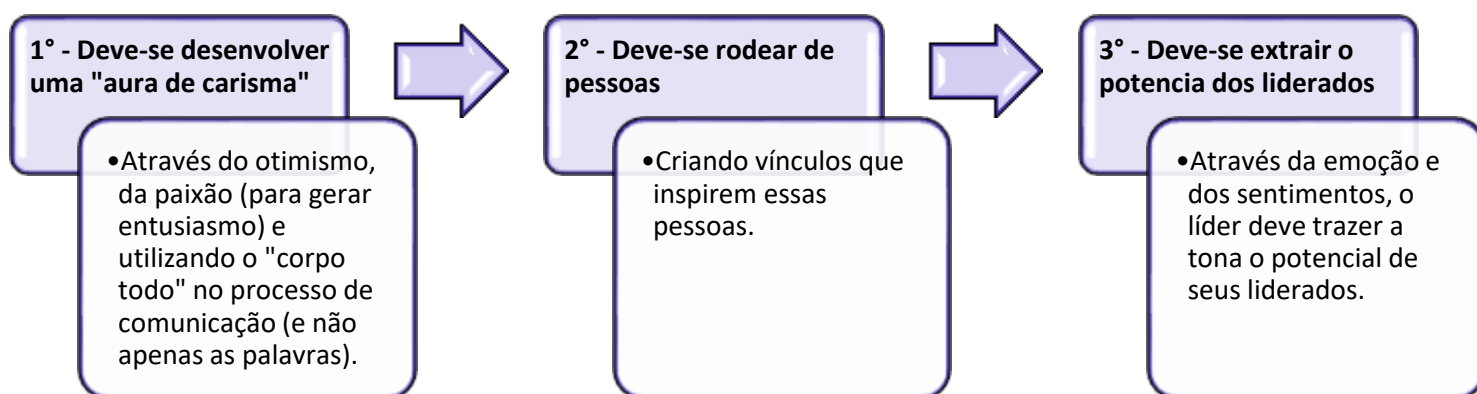 1° - Deve-se desenvolver
uma "aura de carisma"
•Através do otimismo,
da paixão (para gerar
entusiasmo) e
utilizando o "corpo
todo" no processo de
comunicação (e não
apenas as palavras).
2° - Deve-se rodear de
pessoas
•Criando vínculos que
inspirem essas
pessoas.
3° - Deve-se extrair o
potencia dos liderados
•Através da emoção e
dos sentimentos, o
líder deve trazer a
tona o potencial de
seus liderados.